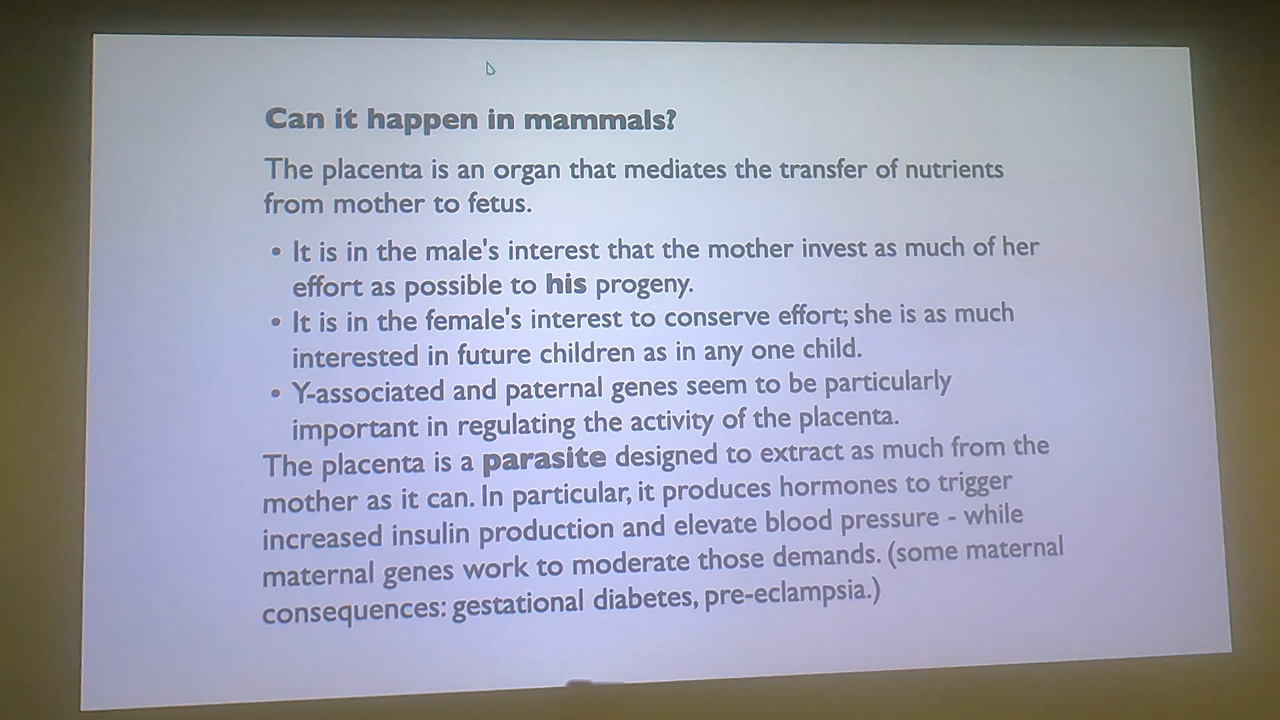 Can it happen in mammals?
The placenta is an organ that mediates the transfer of nutrients
from mother to fetus.
• It is in the male's interest that the mother invest as much of her
effort as possible to his progeny.
• It is in the female's interest to conserve effort; she is as much
interested in future children as in any one child.
• Y-associated and paternal genes seem to be particularly
important in regulating the activity of the placenta.
The placenta is a parasite designed to extract as much from the
mother as it can. In particular, it produces hormones to trigger
increased insulin production and elevate blood pressure - while
maternal genes work to moderate those demands. (some maternal
consequences: gestational diabetes, pre-eclampsia.)